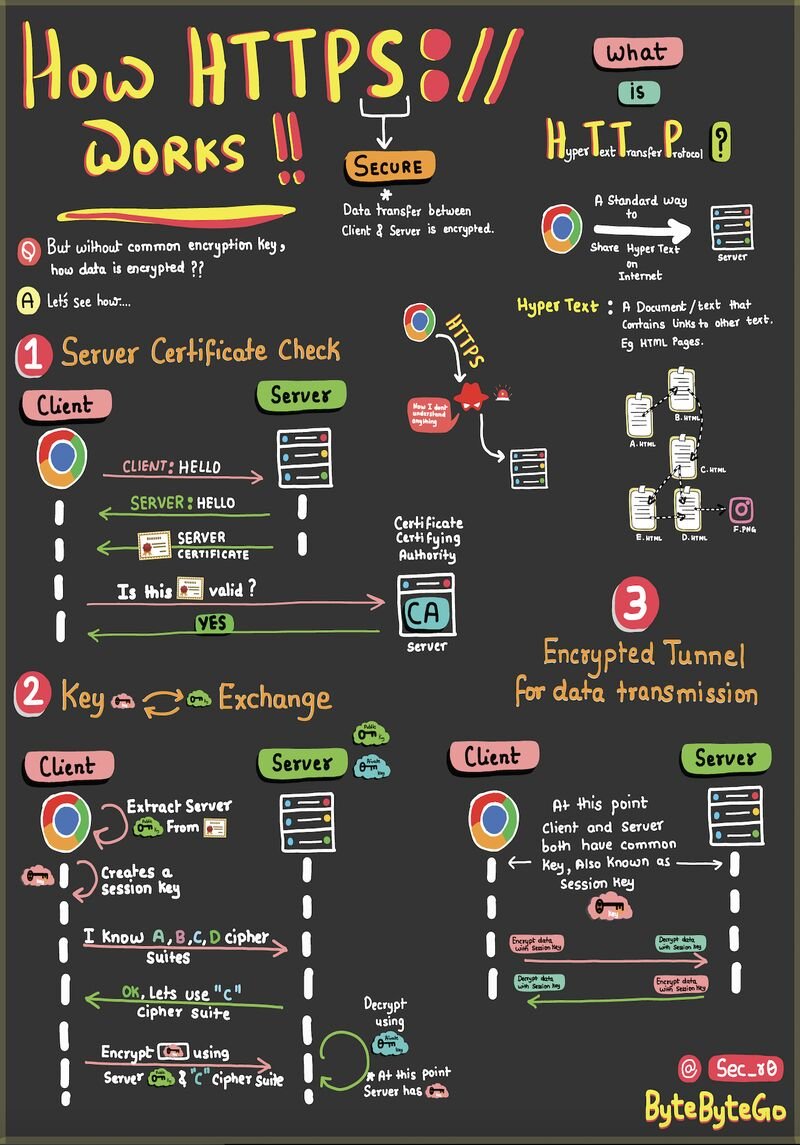 How HTTPS://
WORKS !!
SECURE
*
Data transfer between
Client & Server is encrypted.
What
is
HyperText Transfer Protocol ?
A Standard way
to
Share Hyper Text
on
Internet
server
Hyper Text : A Document/text that
Contains links to other text.
Eg HTML Pages.
A.HTML
B.HTML
C.HTML
E.HTML
D.HTML
F.PNG
Q But without common encryption key,
how data is encrypted ??
A Let's see how....
HTTPS
Now I dont
understand
anything
1 Server Certificate Check
Client
Server
CLIENT: HELLO
SERVER: HELLO
SERVER
CERTIFICATE
Is this valid ?
YES
Certificate
Certifying
Authority
CA
server
2 Key Exchange
Client
Server
Public
Key
Private
Key
Extract Server
Public
Key
From
Creates a
session key
Key
I know A,B,C,D cipher
suites
OK, Lets use "C"
cipher suite
Encrypt using
Server & "C" cipher suite
Decrypt
using
Private
Key
* At this point
Server has
3
Encrypted Tunnel
for data transmission
Client
Server
At this point
Client and server
both have common
Key, Also known as
Session Key
Key
Encrypt data
with Session Key
Decrypt data
with Session Key
Decrypt data
with Session Key
Encrypt data
with Session Key
@ Sec_r0
ByteByteGo